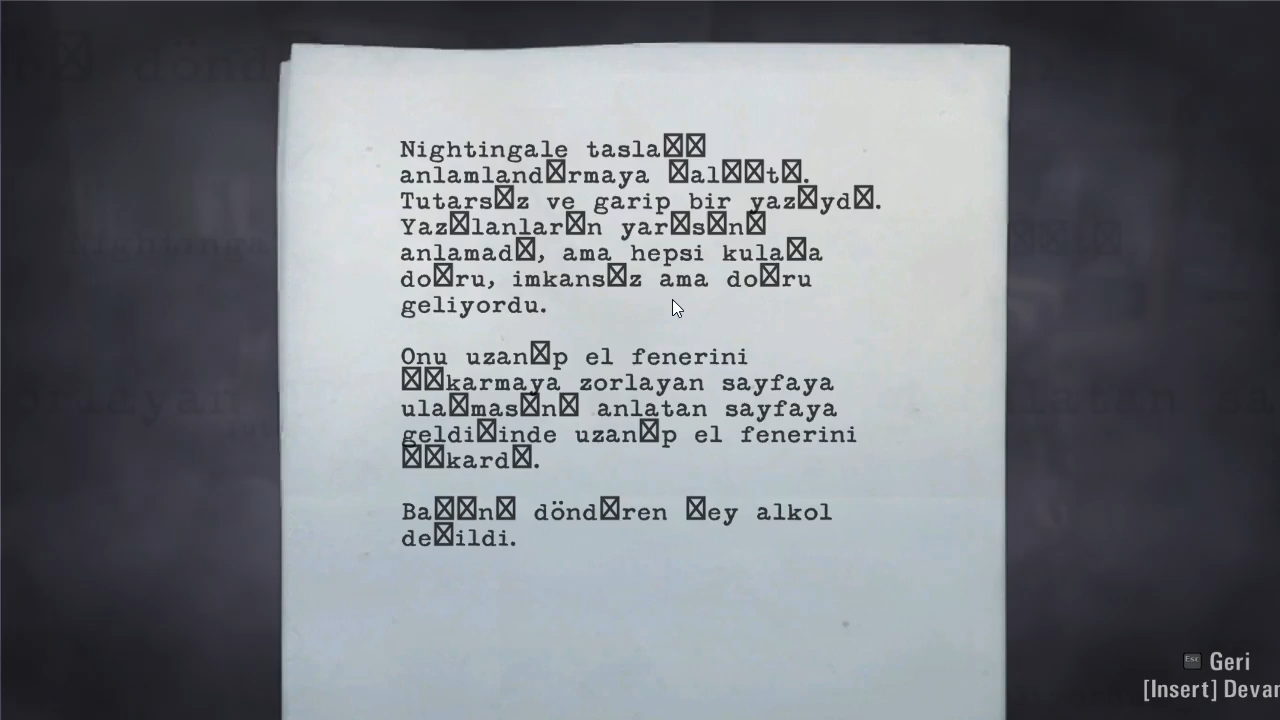 Nightingale tasla☒☒
anlamland☒rmaya ☒al☒☒t☒.
Tutars☒z ve garip bir yaz☒yd☒.
Yaz☒lanlar☒n yar☒s☒n☒
anlamad☒, ama hepsi kula☒a
do☒ru, imkans☒z ama do☒ru
geliyordu.
Onu uzan☒p el fenerini
☒☒karmaya zorlayan sayfaya
ula☒mas☒n☒ anlatan sayfaya
geldi☒inde uzan☒p el fenerini
☒☒kard☒.
Ba☒☒n☒ dönd☒ren ☒ey alkol
de☒ildi.
Esc Geri
[Insert] Devam